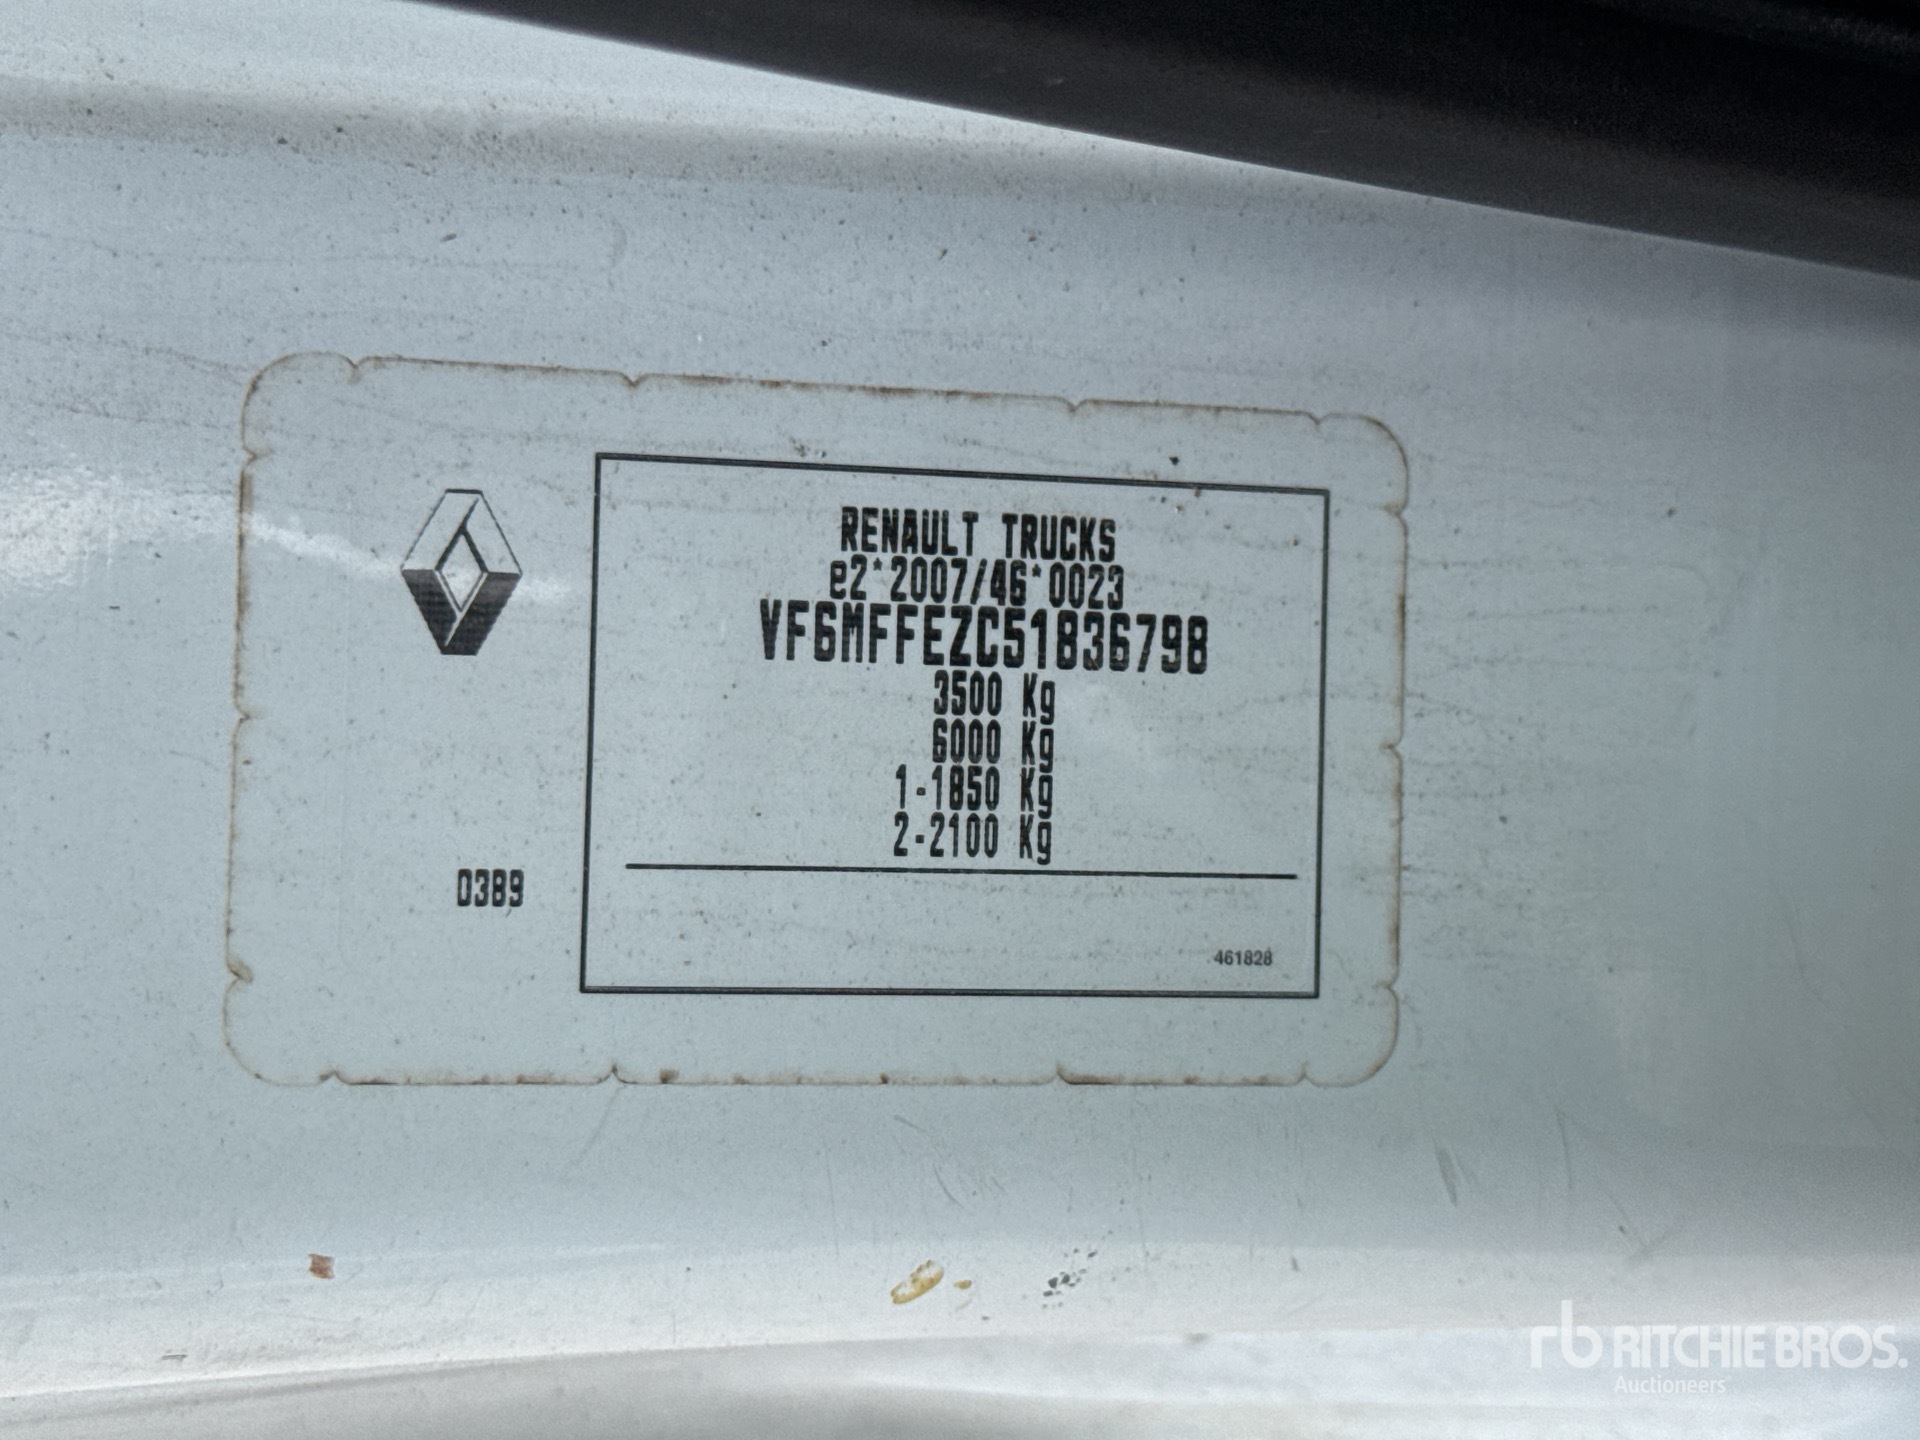 RENAULT TRUCKS
e2*2007/46*0023
VF6MFFEZC51836798
3500 Kg
6000 Kg
1-1850 Kg
2-2100 Kg
0389
461828
rb RITCHIE BROS.
Auctioneers